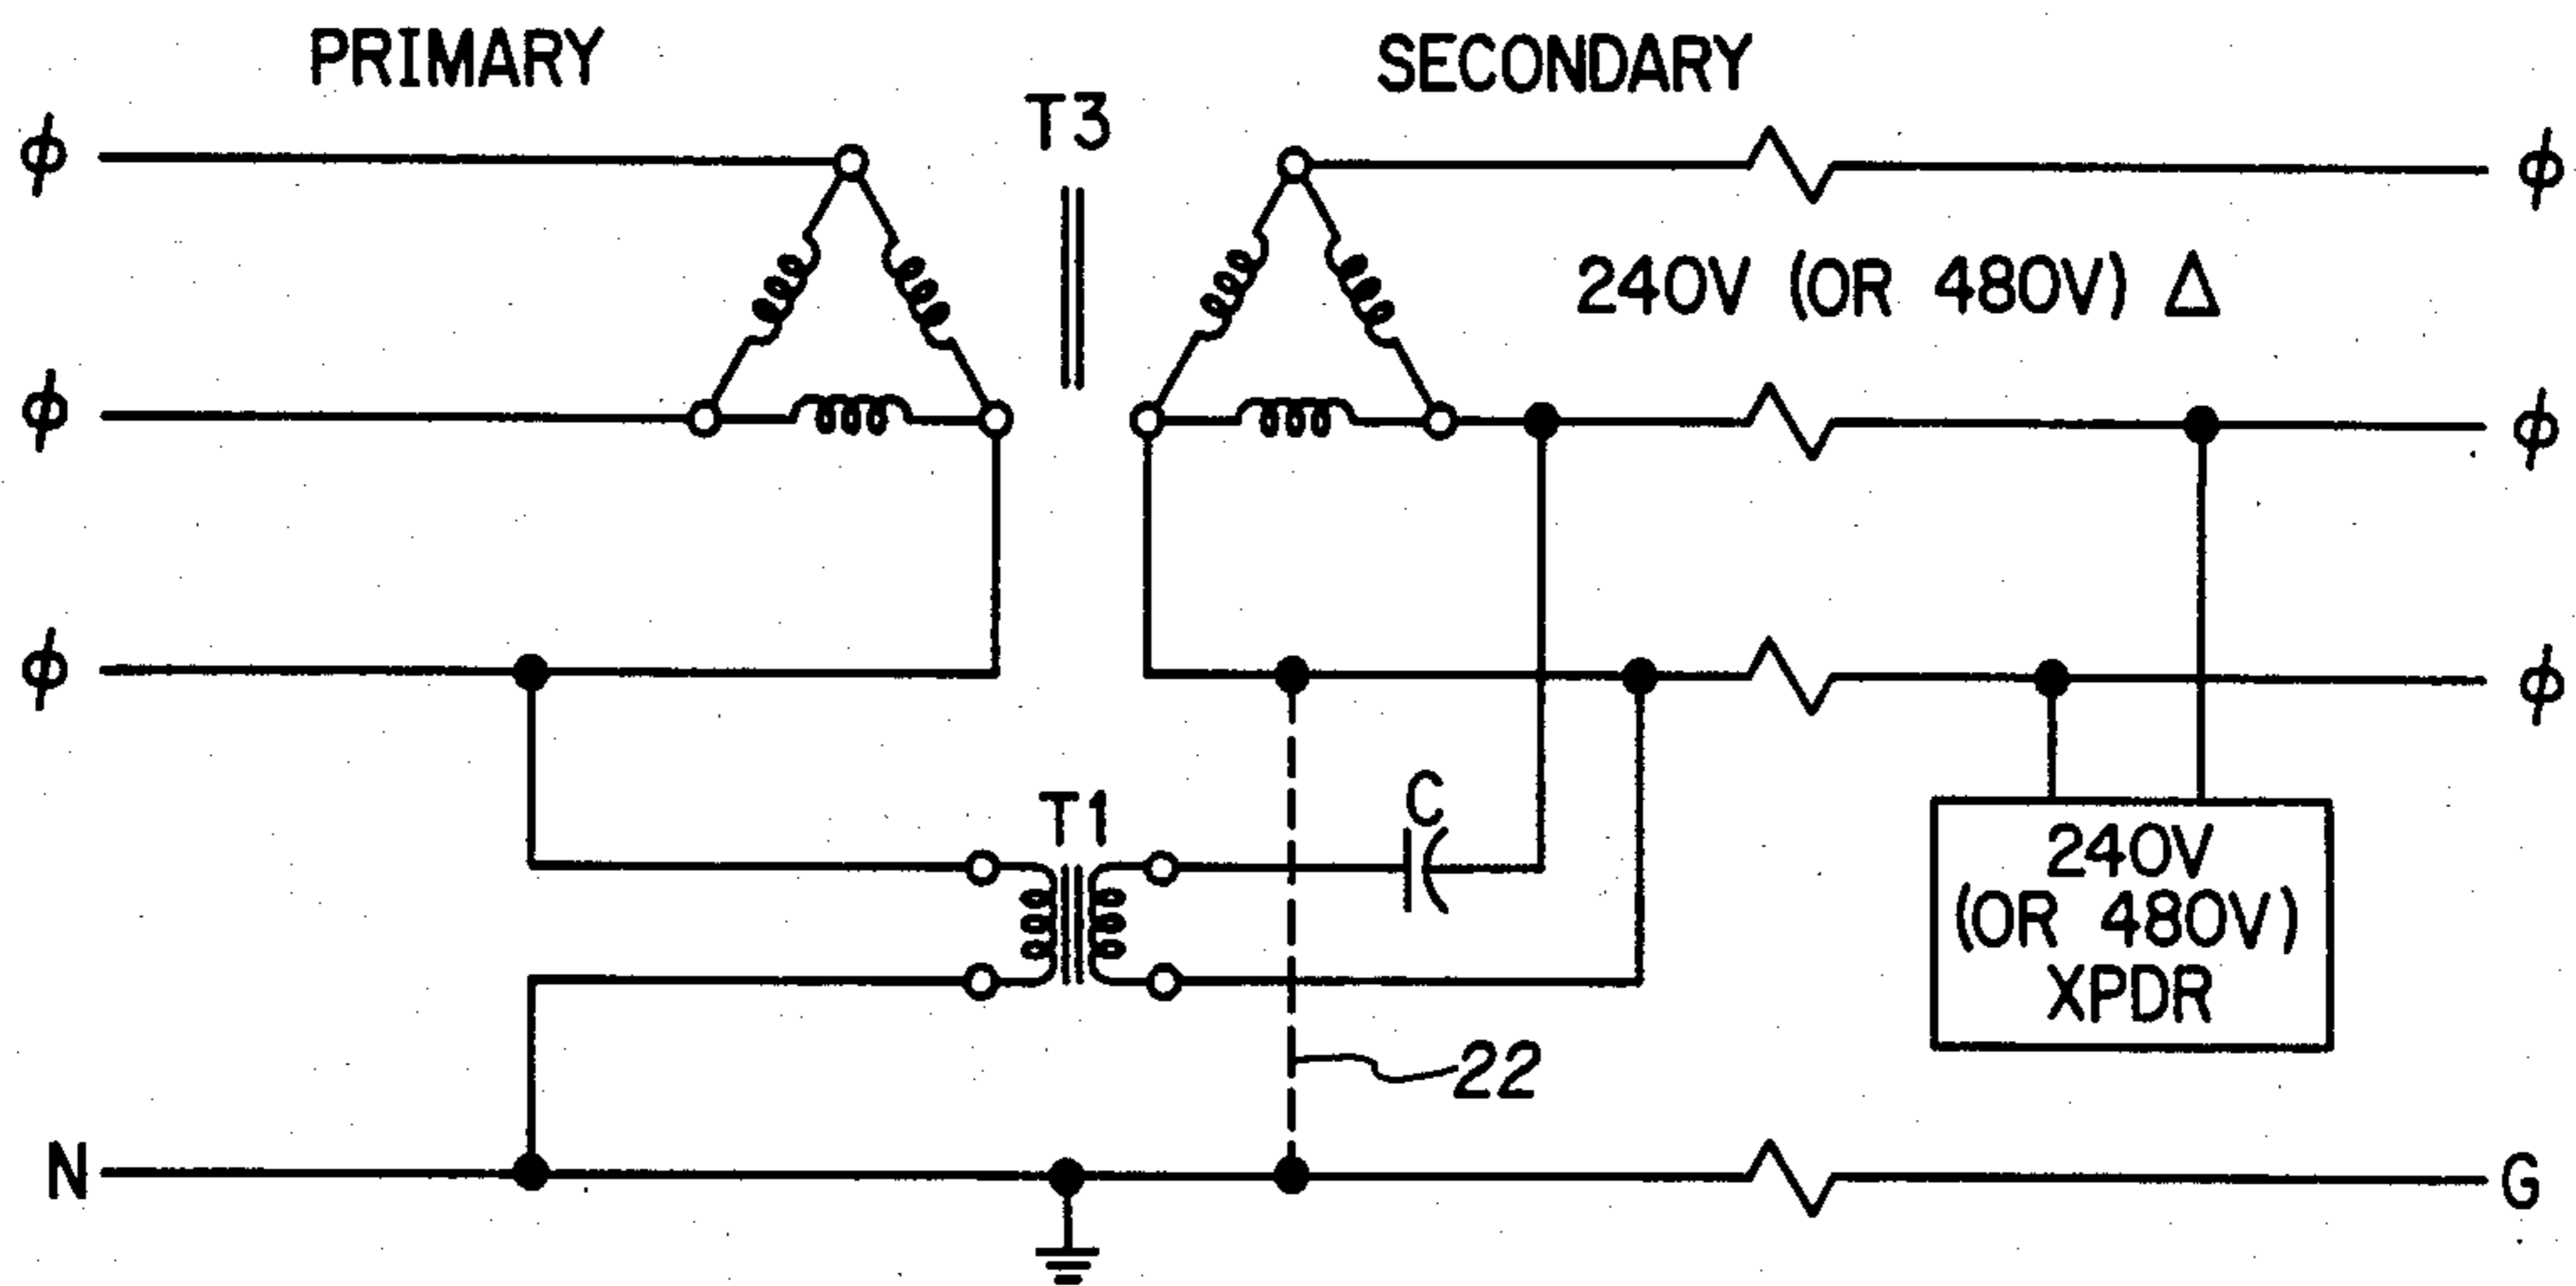 PRIMARY
SECONDARY
T3
ϕ
ϕ
240V (OR 480V) Δ
ϕ
ϕ
ϕ
ϕ
T1
C
240V
(OR 480V)
XPDR
22
N
G